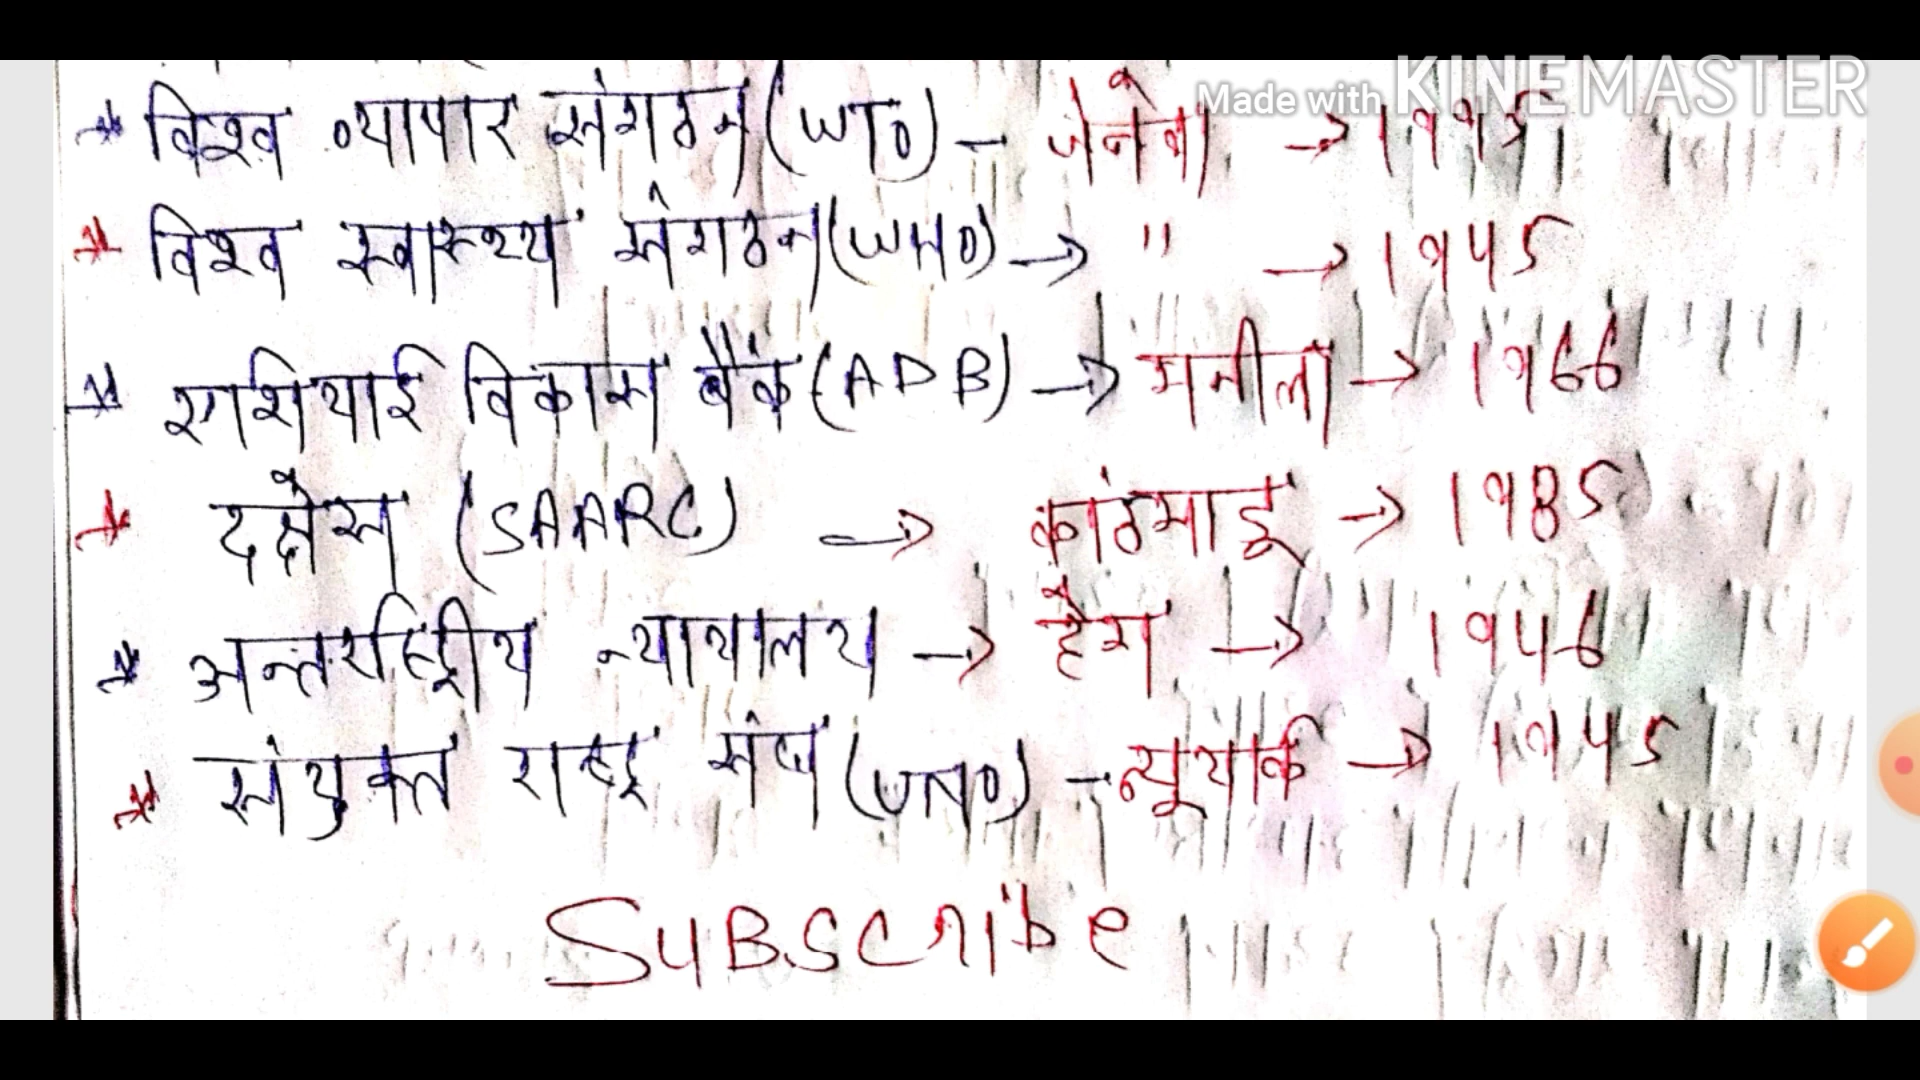 Made with KINEMASTER
विश्व व्यापार संगठन (WTO) - जेनेवा → 1995
विश्व स्वास्थ्य संगठन (WHO) → " → 1945
एशियाई विकास बैंक (ADB) → मनीला → 1966
दक्षेस (SAARC) → काठमाडू → 1985
अन्तर्राष्ट्रीय न्यायालय → हेग → 1946
संयुक्त राष्ट्र संघ (UNO) - न्यूयार्क → 1945
SUBSCribe